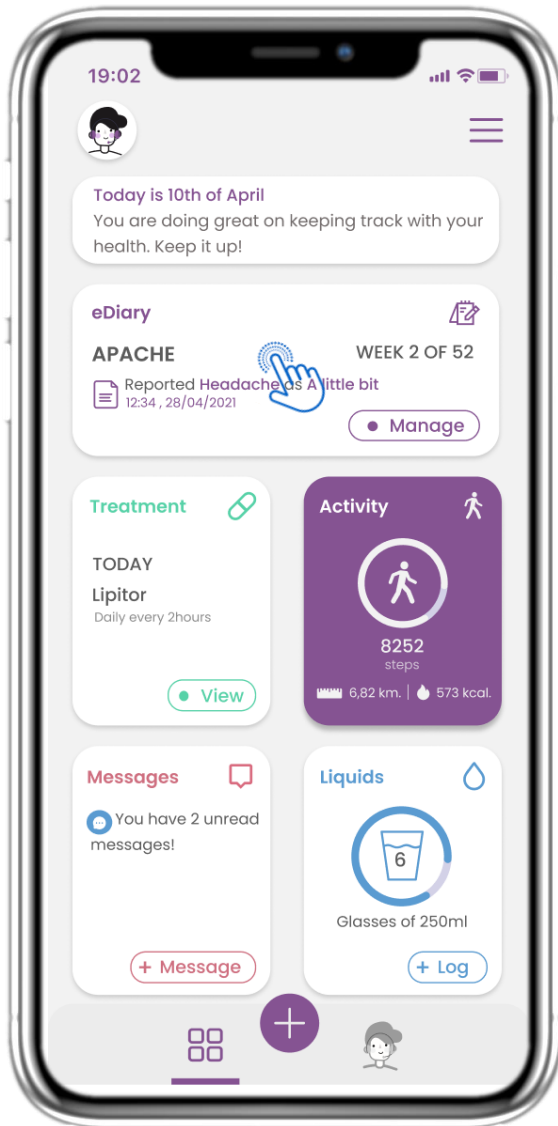 19:02
Today is 10th of April
You are doing great on keeping track with your
health. Keep it up!
eDiary
APACHE
WEEK 2 OF 52
Reported Headache as A little bit
12:34 , 28/04/2021
Manage
Treatment
TODAY
Lipitor
Daily every 2hours
View
Activity
8252
steps
6,82 km.
573 kcal.
Messages
You have 2 unread
messages!
+ Message
Liquids
6
Glasses of 250ml
+ Log